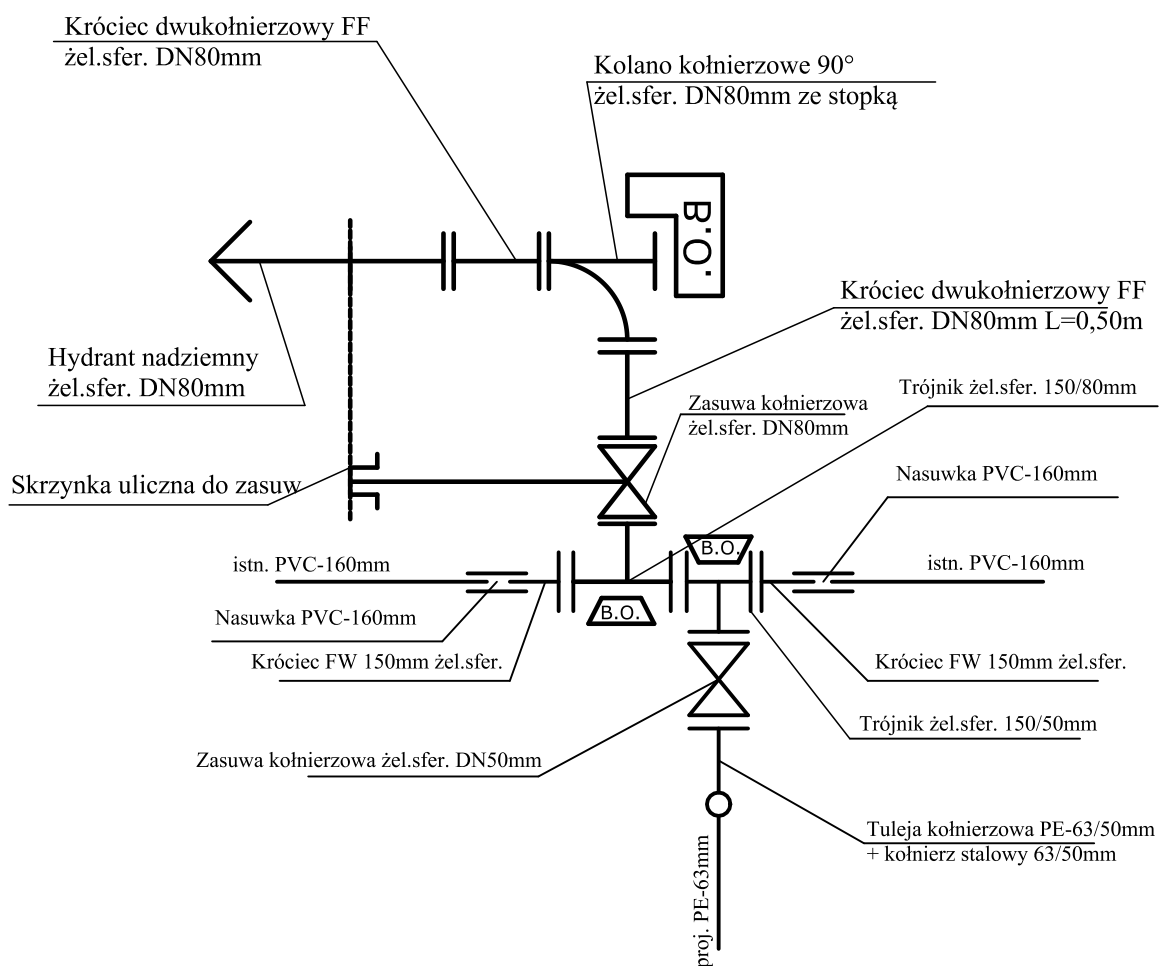 Króciec dwukołnierzowy FF
żel.sfer. DN80mm
Kolano kołnierzowe 90°
żel.sfer. DN80mm ze stopką
B.O.
Króciec dwukołnierzowy FF
żel.sfer. DN80mm L=0,50m
Hydrant nadziemny
żel.sfer. DN80mm
Trójnik żel.sfer. 150/80mm
Zasuwa kołnierzowa
żel.sfer. DN80mm
Nasuwka PVC-160mm
Skrzynka uliczna do zasuw
B.O.
istn. PVC-160mm
istn. PVC-160mm
B.O.
Nasuwka PVC-160mm
Króciec FW 150mm żel.sfer.
Króciec FW 150mm żel.sfer.
Trójnik żel.sfer. 150/50mm
Zasuwa kołnierzowa żel.sfer. DN50mm
Tuleja kołnierzowa PE-63/50mm
+ kołnierz stalowy 63/50mm
proj. PE-63mm